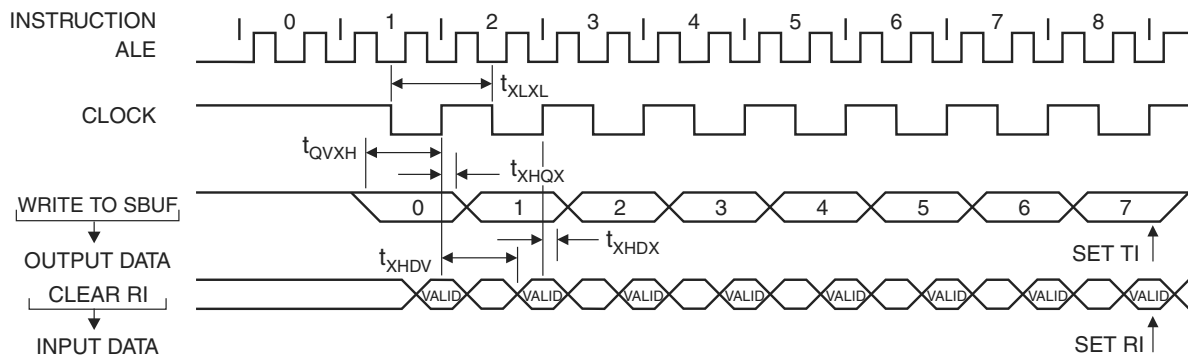 INSTRUCTION 0 1 2 3 4 5 6 7 8
ALE
tXLXL
CLOCK
tQVXH
tXHQX
WRITE TO SBUF 0 1 2 3 4 5 6 7
tXHDV tXHDX SET TI
OUTPUT DATA
CLEAR RI VALID VALID VALID VALID VALID VALID VALID VALID
INPUT DATA SET RI